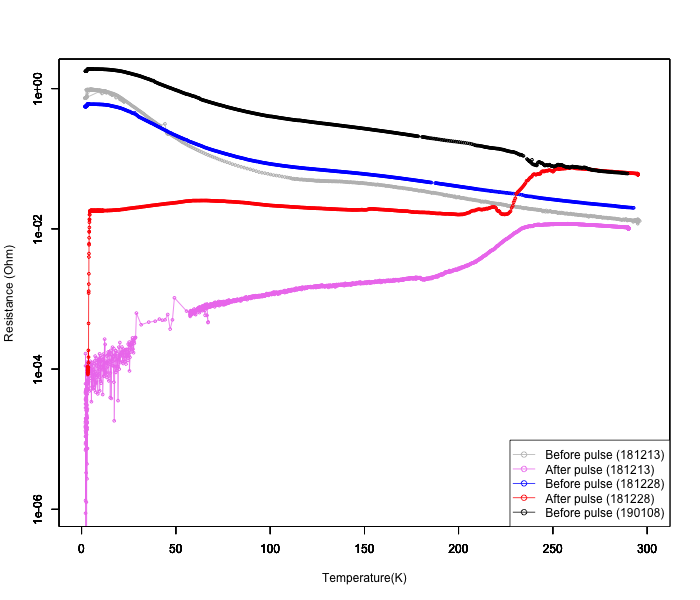 1e+00
1e-02
1e-04
1e-06
Resistance (Ohm)
Before pulse (181213)
After pulse (181213)
Before pulse (181228)
After pulse (181228)
Before pulse (190108)
0 50 100 150 200 250 300
Temperature(K)